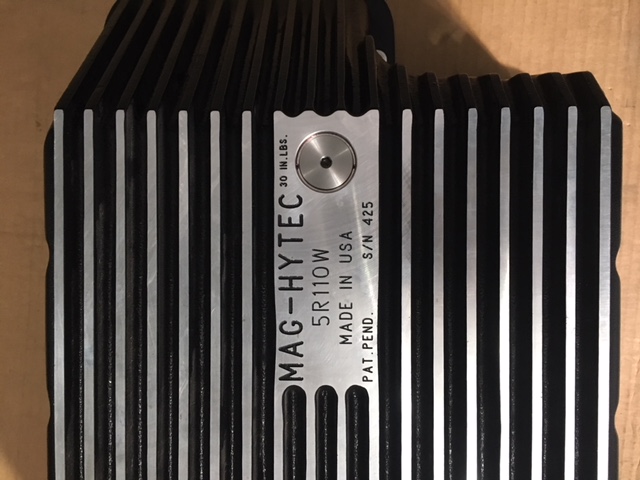 30 IN.LBS.
MAG-HYTEC
5R110W
MADE IN USA
PAT.PEND. S/N 425